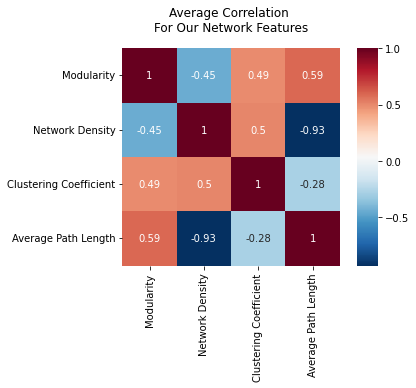 Average Correlation
For Our Network Features
Modularity
Network Density
Clustering Coefficient
Average Path Length
1 -0.45 0.49 0.59
-0.45 1 0.5 -0.93
0.49 0.5 1 -0.28
0.59 -0.93 -0.28 1
Modularity
Network Density
Clustering Coefficient
Average Path Length
1.0
0.5
0.0
−0.5